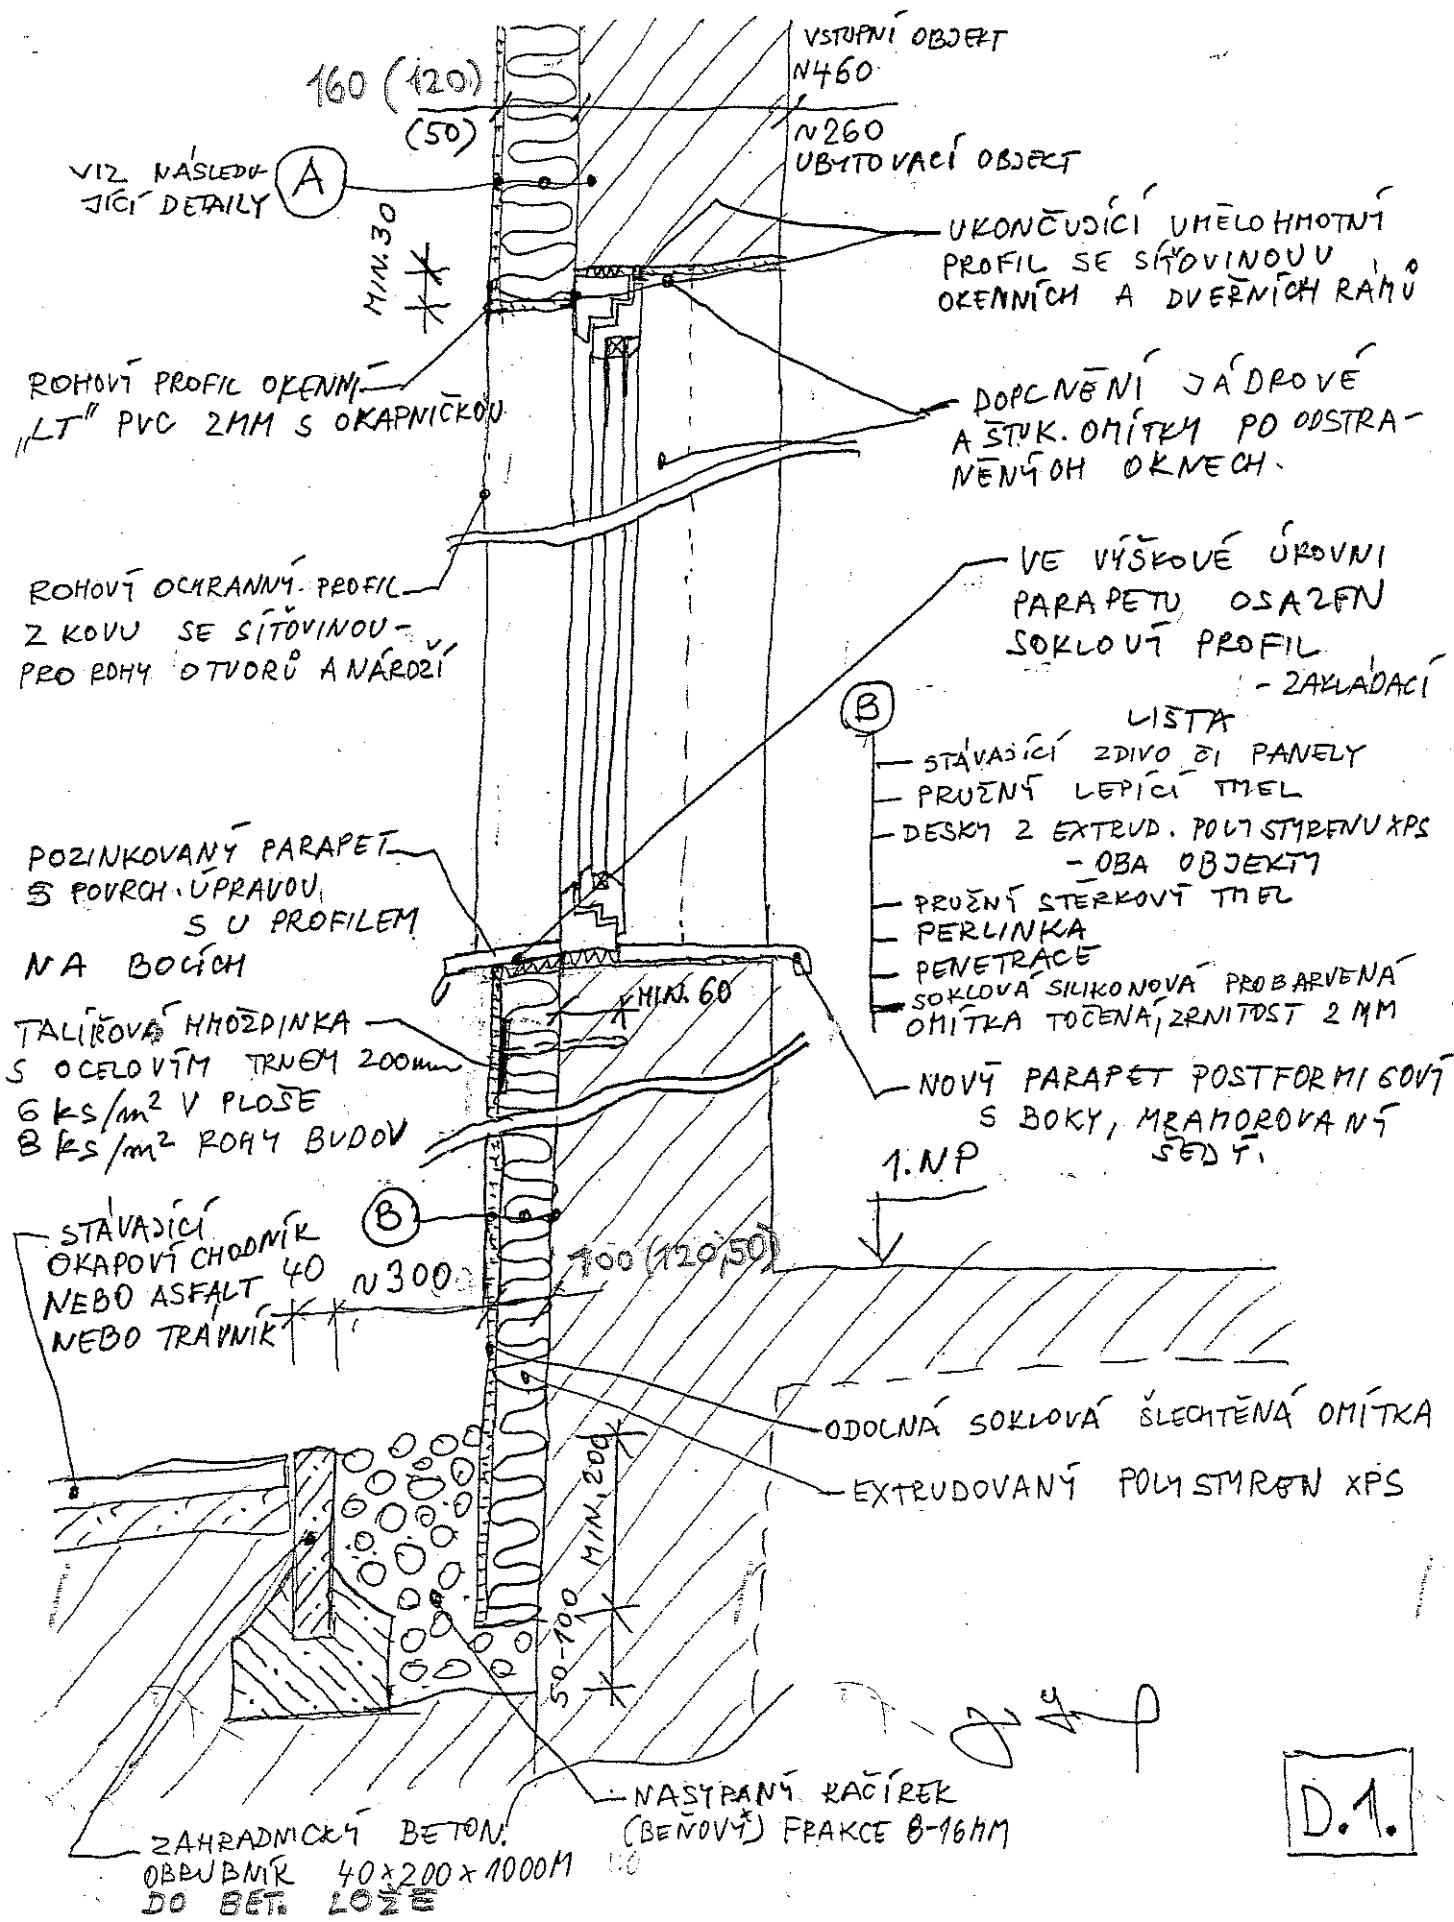 VSTUPNÍ OBJEKT
N460
160 (120)
(50)
N260
UBYTOVACÍ OBJEKT
VIZ NÁSLEDU
JÍCÍ DETAILY
A
MIN.30
UKONČUJÍCÍ UMĚLOHMOTNÝ
PROFIL SE SÍŤOVINOU U
OKENNÍCH A DVEŘNÍCH RÁMŮ
ROHOVÝ PROFIL OKENNÍ
„LT" PVC 2MM S OKAPNIČKOU
DOPLNĚNÍ JÁDROVÉ
A ŠTUK. OMÍTKY PO ODSTRA-
NĚNÝCH OKNECH.
ROHOVÝ OCHRANNÝ PROFIL
Z KOVU SE SÍŤOVINOU -
PRO ROHY OTVORŮ A NÁROŽÍ
VE VÝŠKOVÉ ÚROVNI
PARAPETU OSAZEN
SOKLOVÝ PROFIL
- ZAKLÁDACÍ
LIŠTA
B
STÁVAJÍCÍ ZDIVO ČI PANELY
PRUŽNÝ LEPÍCÍ TMEL
DESKY Z EXTRUD. POLYSTYRENU XPS
- OBA OBJEKTY
PRUŽNÝ STĚRKOVÝ TMEL
PERLINKA
PENETRACE
SOKLOVÁ SILIKONOVÁ PROBARVENÁ
OMÍTKA TOČENÁ, ZRNITOST 2 MM
POZINKOVANÝ PARAPET
S POVRCH. ÚPRAVOU
S U PROFILEM
NA BOCÍCH
MIN. 60
TALÍŘOVÁ HMOŽDINKA
S OCELOVÝM TRNEM 200mm
6 ks/m² V PLOŠE
8 ks/m² ROHY BUDOV
NOVÝ PARAPET POSTFORMIGOVÝ
S BOKY, MRAMOROVANÝ
ŠEDÝ.
1.NP
B
STÁVAJÍCÍ
OKAPOVÝ CHODNÍK
NEBO ASFALT
NEBO TRÁVNÍK
40
N300
100 (120,50)
ODOLNÁ SOKLOVÁ ŠLECHTĚNÁ OMÍTKA
EXTRUDOVANÝ POLYSTYREN XPS
MIN. 200
50-100
NASYPANÝ KAČÍREK
(BEŇOVÝ) FRAKCE 8-16MM
ZAHRADNICKÝ BETON.
OBRUBNÍK 40x200x1000M
DO BET. LOŽE
D.1.